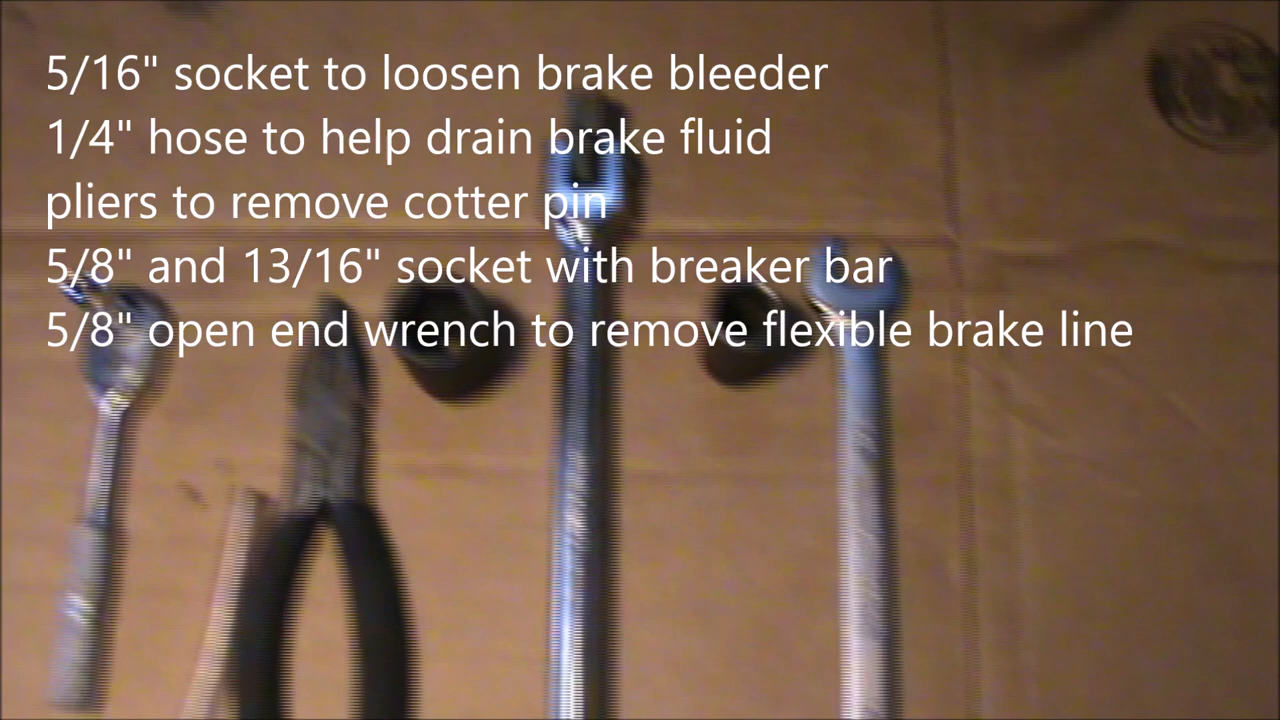 5/16" socket to loosen brake bleeder
1/4" hose to help drain brake fluid
pliers to remove cotter pin
5/8" and 13/16" socket with breaker bar
5/8" open end wrench to remove flexible brake line